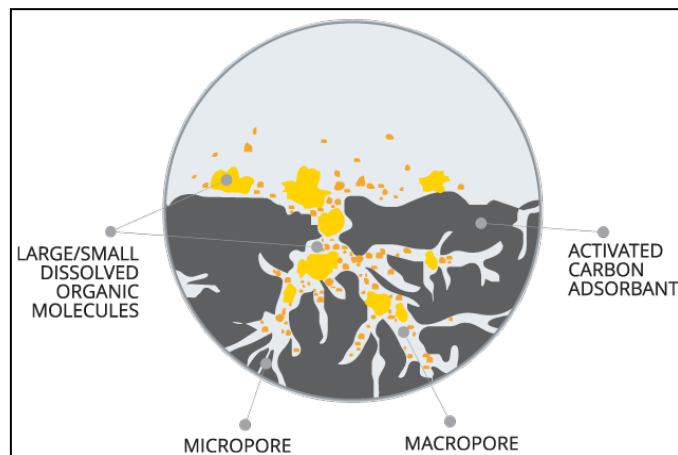 LARGE/SMALL
DISSOLVED
ORGANIC
MOLECULES
ACTIVATED
CARBON
ADSORBANT
MICROPORE
MACROPORE